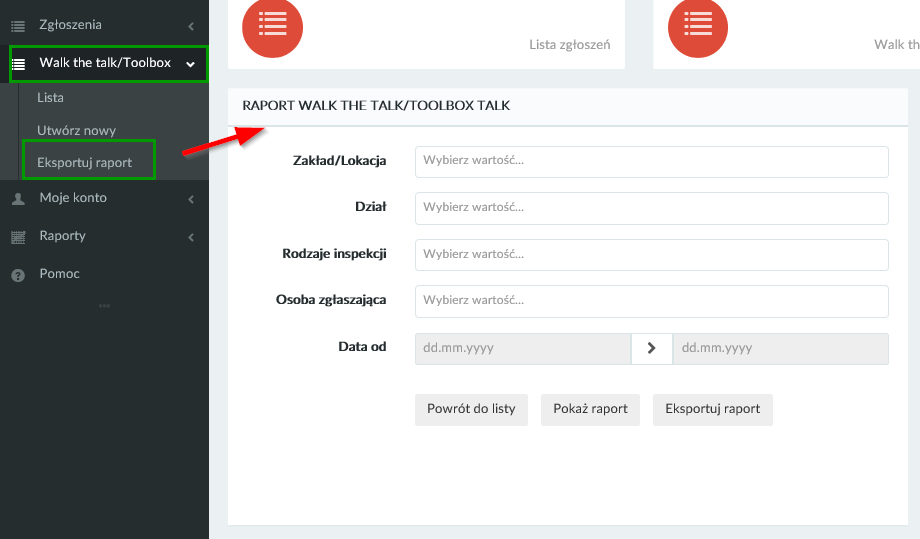 Zgłoszenia
Walk the talk/Toolbox
Lista
Utwórz nowy
Eksportuj raport
Moje konto
Raporty
Pomoc
Lista zgłoszeń
Walk th
RAPORT WALK THE TALK/TOOLBOX TALK
Zakład/Lokacja Wybierz wartość...
Dział Wybierz wartość...
Rodzaje inspekcji Wybierz wartość...
Osoba zgłaszająca Wybierz wartość...
Data od dd.mm.yyyy dd.mm.yyyy
Powrót do listy Pokaż raport Eksportuj raport